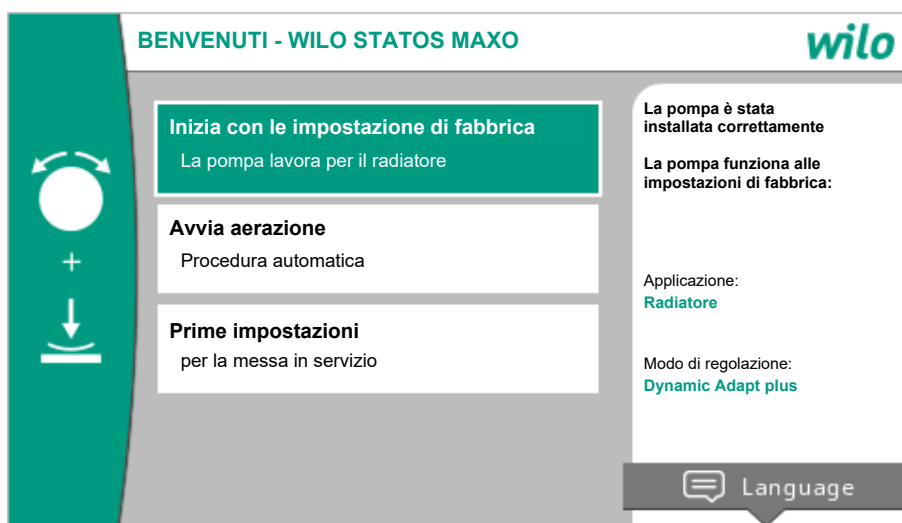 BENVENUTI - WILO STATOS MAXO
wilo
Inizia con le impostazione di fabbrica
La pompa lavora per il radiatore
Avvia aerazione
Procedura automatica
Prime impostazioni
per la messa in servizio
La pompa è stata
installata correttamente
La pompa funziona alle
impostazioni di fabbrica:
Applicazione:
Radiatore
Modo di regolazione:
Dynamic Adapt plus
Language